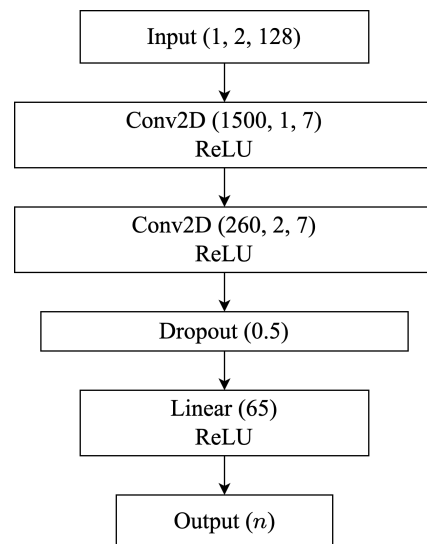 Input (1, 2, 128)
Conv2D (1500, 1, 7)
ReLU
Conv2D (260, 2, 7)
ReLU
Dropout (0.5)
Linear (65)
ReLU
Output (n)